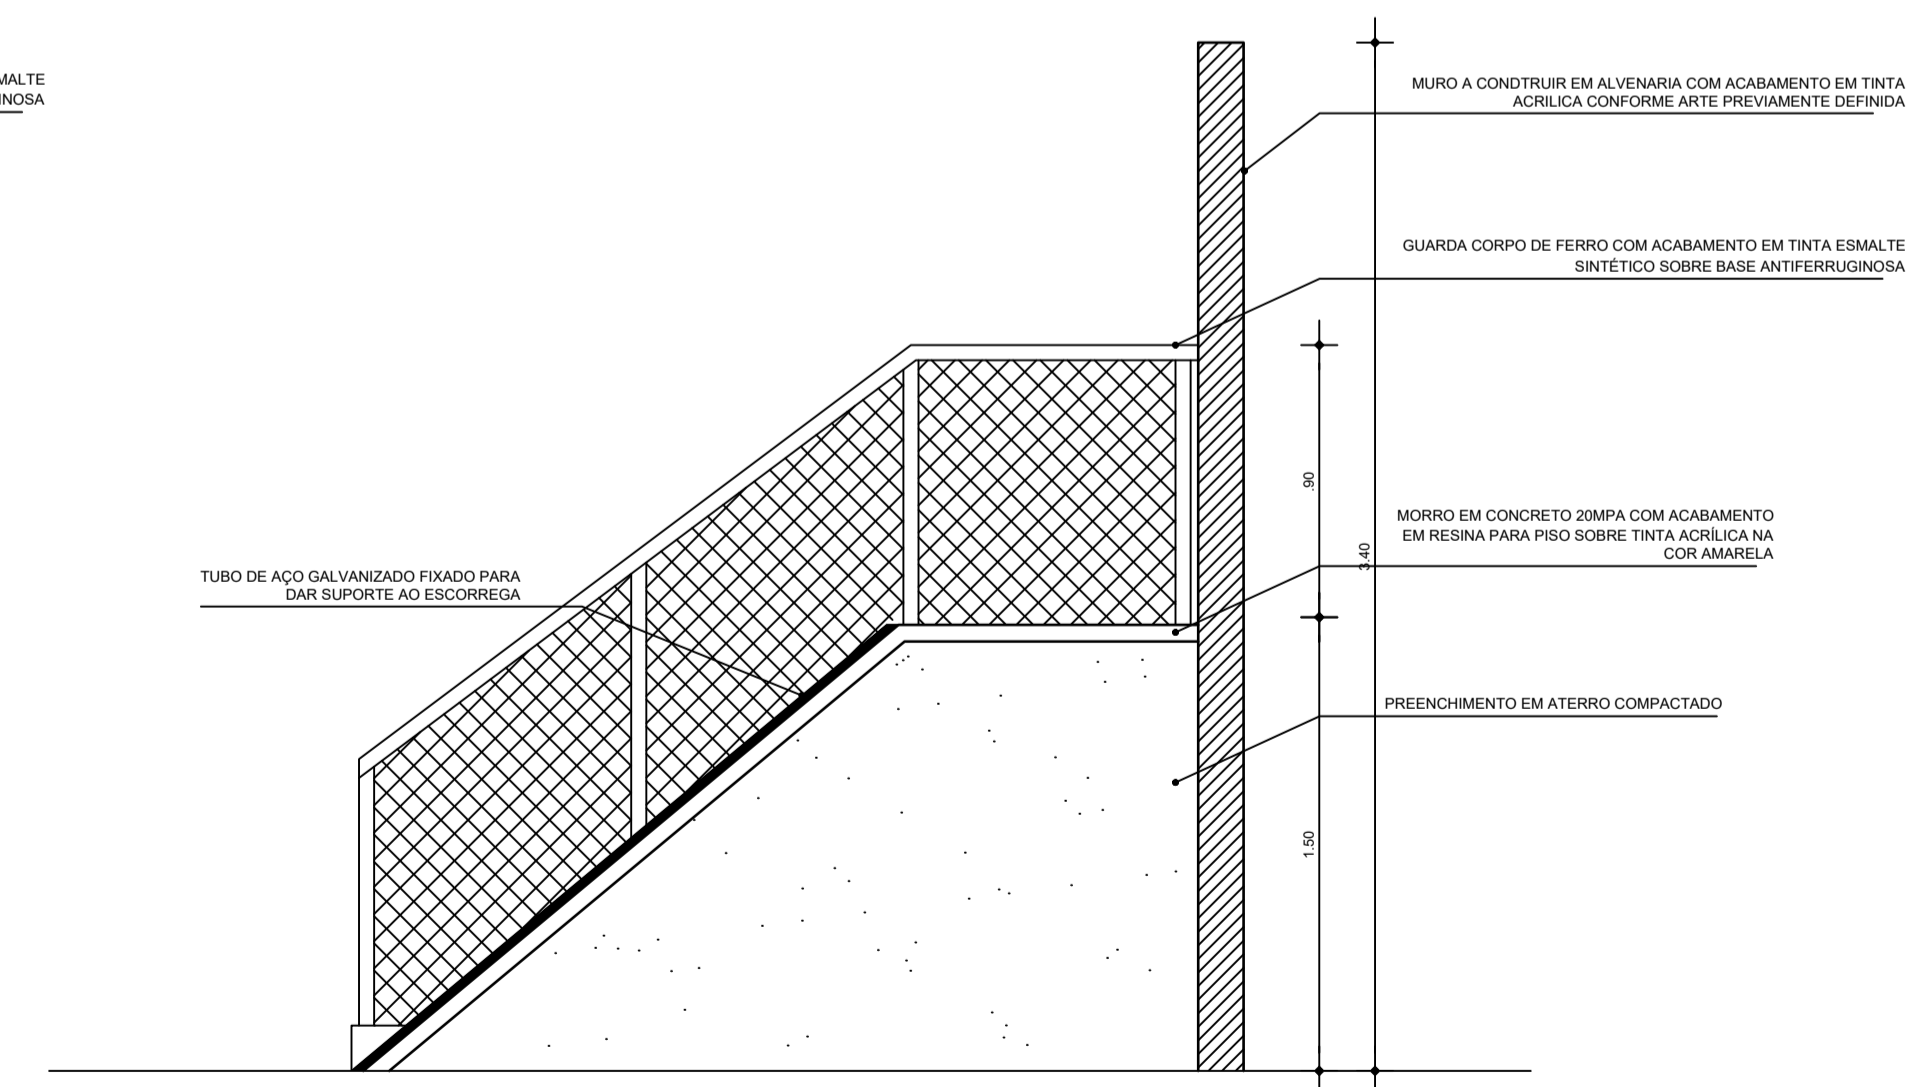 MALTE
INOSA
MURO A CONDTRUIR EM ALVENARIA COM ACABAMENTO EM TINTA
ACRILICA CONFORME ARTE PREVIAMENTE DEFINIDA
GUARDA CORPO DE FERRO COM ACABAMENTO EM TINTA ESMALTE
SINTÉTICO SOBRE BASE ANTIFERRUGINOSA
.90
MORRO EM CONCRETO 20MPA COM ACABAMENTO
EM RESINA PARA PISO SOBRE TINTA ACRÍLICA NA
COR AMARELA
3.40
TUBO DE AÇO GALVANIZADO FIXADO PARA
DAR SUPORTE AO ESCORREGA
PREENCHIMENTO EM ATERRO COMPACTADO
1.50